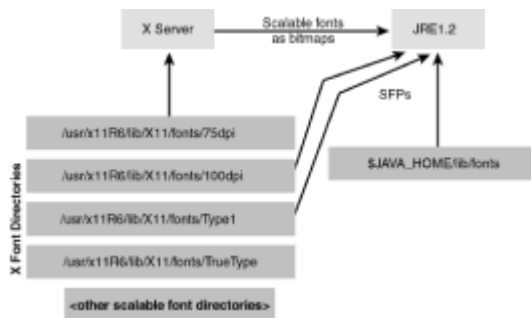 X Server
Scalable fonts
as bitmaps
JRE1.2
SFPs
X Font Directories
/usr/x11R6/lib/X11/fonts/75dpi
/usr/x11R6/lib/X11/fonts/100dpi
/usr/x11R6/lib/X11/fonts/Type1
/usr/x11R6/lib/X11/fonts/TrueType
<other scalable font directories>
$JAVA_HOME/lib/fonts